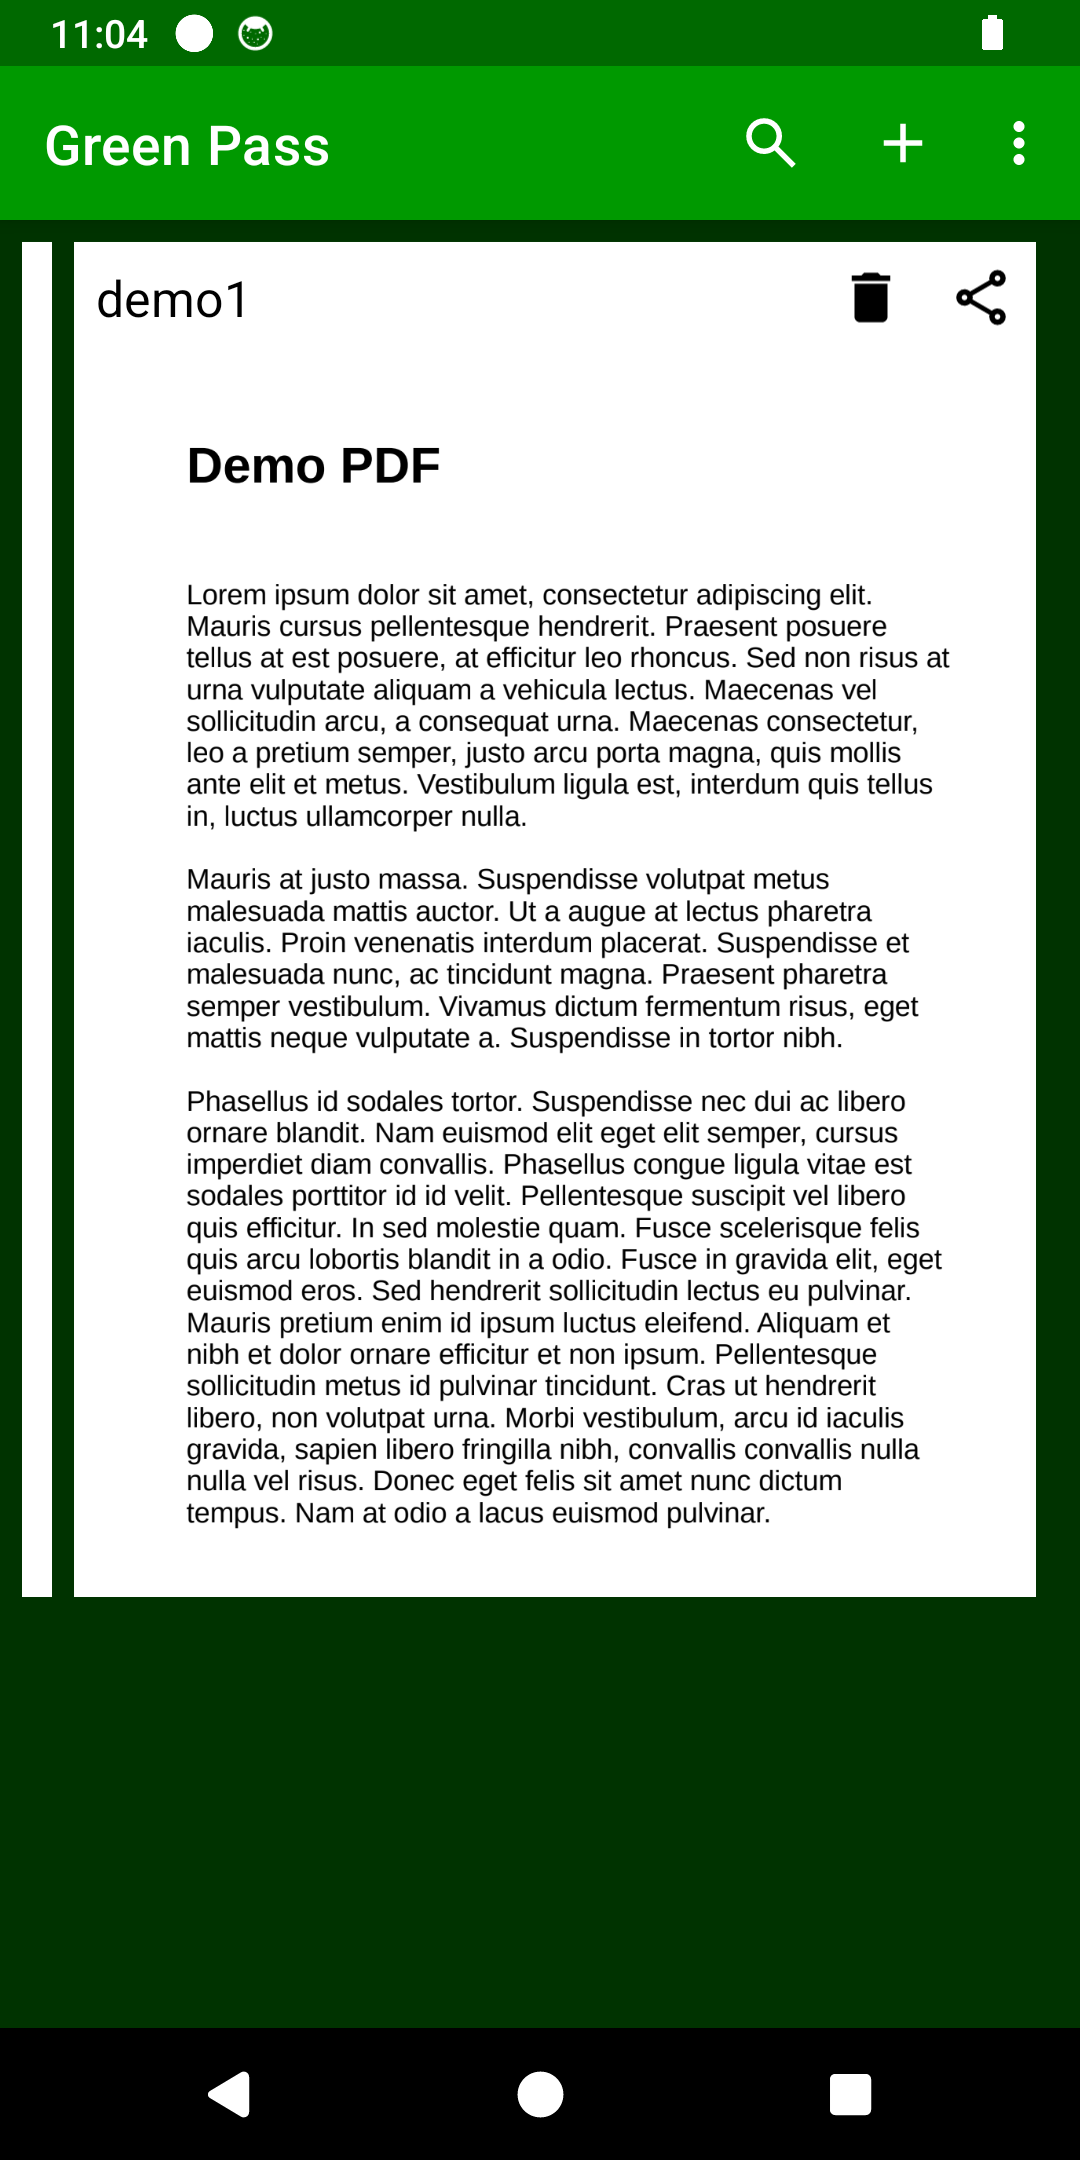 11:04
Green Pass
demo1
Demo PDF
Lorem ipsum dolor sit amet, consectetur adipiscing elit.
Mauris cursus pellentesque hendrerit. Praesent posuere
tellus at est posuere, at efficitur leo rhoncus. Sed non risus at
urna vulputate aliquam a vehicula lectus. Maecenas vel
sollicitudin arcu, a consequat urna. Maecenas consectetur,
leo a pretium semper, justo arcu porta magna, quis mollis
ante elit et metus. Vestibulum ligula est, interdum quis tellus
in, luctus ullamcorper nulla.
Mauris at justo massa. Suspendisse volutpat metus
malesuada mattis auctor. Ut a augue at lectus pharetra
iaculis. Proin venenatis interdum placerat. Suspendisse et
malesuada nunc, ac tincidunt magna. Praesent pharetra
semper vestibulum. Vivamus dictum fermentum risus, eget
mattis neque vulputate a. Suspendisse in tortor nibh.
Phasellus id sodales tortor. Suspendisse nec dui ac libero
ornare blandit. Nam euismod elit eget elit semper, cursus
imperdiet diam convallis. Phasellus congue ligula vitae est
sodales porttitor id id velit. Pellentesque suscipit vel libero
quis efficitur. In sed molestie quam. Fusce scelerisque felis
quis arcu lobortis blandit in a odio. Fusce in gravida elit, eget
euismod eros. Sed hendrerit sollicitudin lectus eu pulvinar.
Mauris pretium enim id ipsum luctus eleifend. Aliquam et
nibh et dolor ornare efficitur et non ipsum. Pellentesque
sollicitudin metus id pulvinar tincidunt. Cras ut hendrerit
libero, non volutpat urna. Morbi vestibulum, arcu id iaculis
gravida, sapien libero fringilla nibh, convallis convallis nulla
nulla vel risus. Donec eget felis sit amet nunc dictum
tempus. Nam at odio a lacus euismod pulvinar.